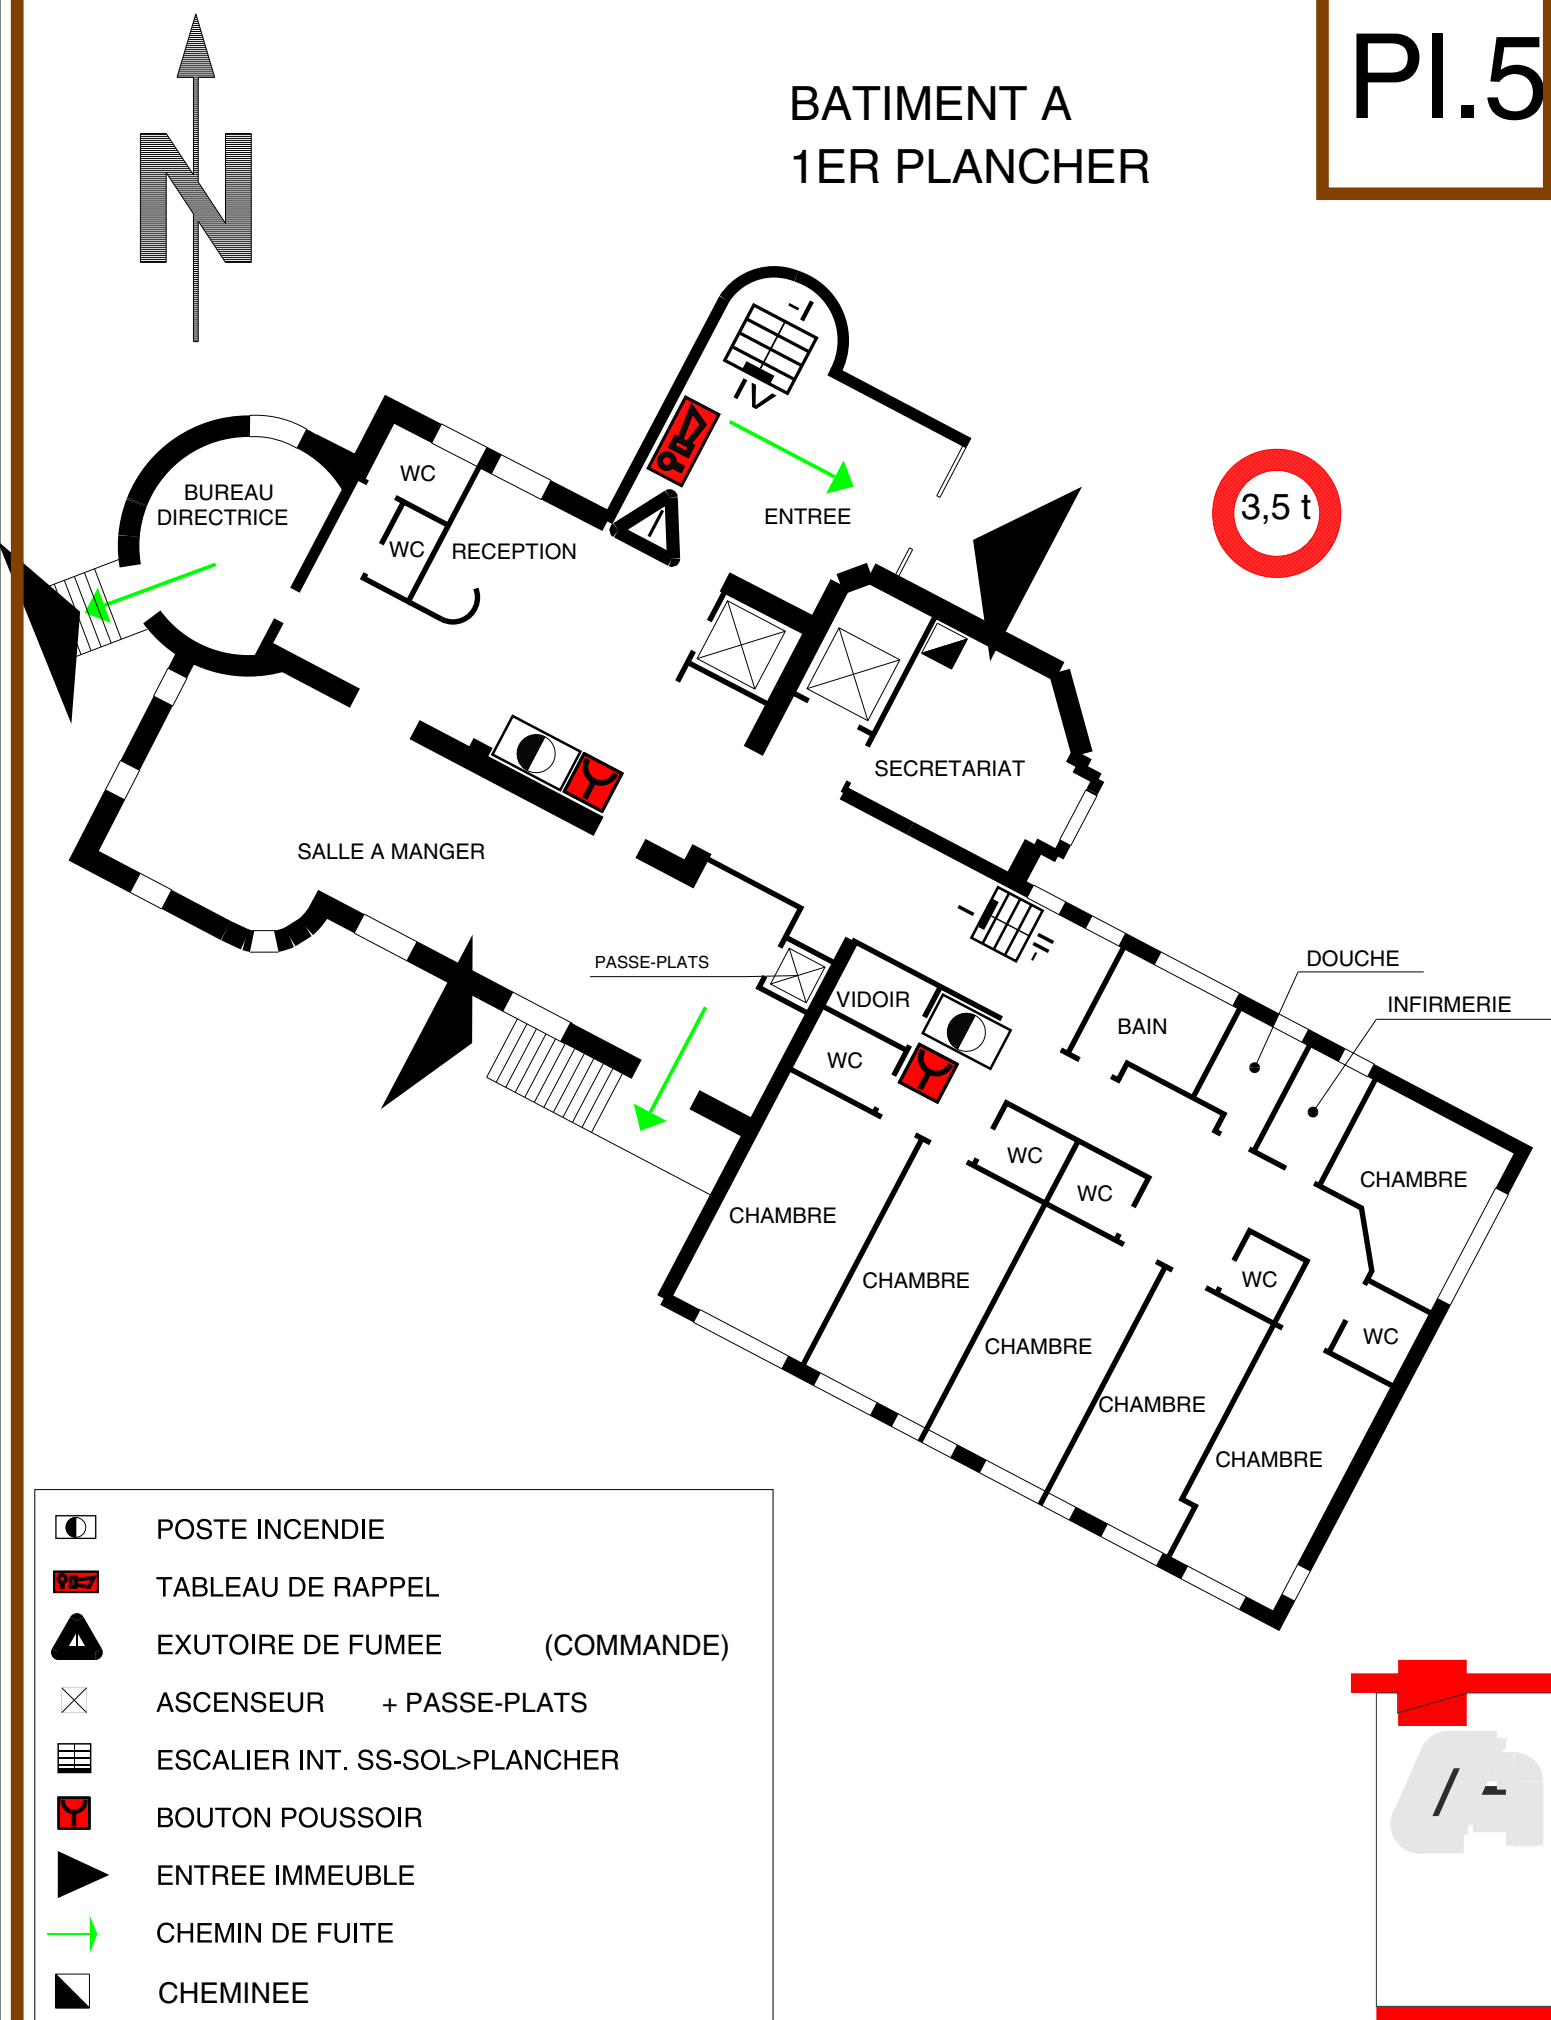 Pl.5
N
BATIMENT A
1ER PLANCHER
WC
BUREAU
DIRECTRICE
WC
RECEPTION
ENTREE
3,5 t
SECRETARIAT
SALLE A MANGER
PASSE-PLATS
VIDOIR
DOUCHE
INFIRMERIE
BAIN
WC
WC
WC
CHAMBRE
CHAMBRE
CHAMBRE
WC
CHAMBRE
WC
CHAMBRE
CHAMBRE
POSTE INCENDIE
TABLEAU DE RAPPEL
EXUTOIRE DE FUMEE (COMMANDE)
ASCENSEUR + PASSE-PLATS
ESCALIER INT. SS-SOL>PLANCHER
BOUTON POUSSOIR
ENTREE IMMEUBLE
CHEMIN DE FUITE
CHEMINEE